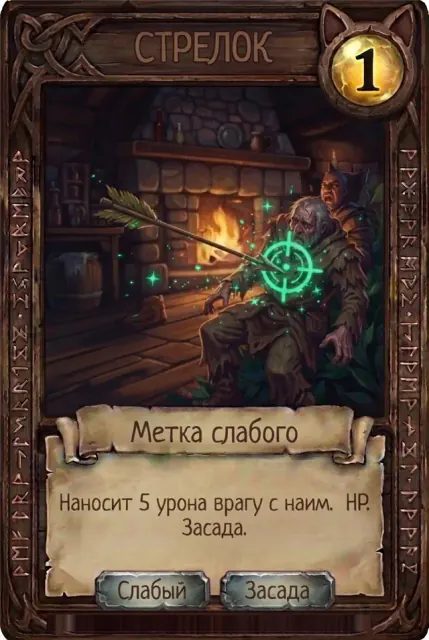 СТРЕЛОК
1
Метка слабого
Наносит 5 урона врагу с наим. HP.
Засада.
Слабый
Засада